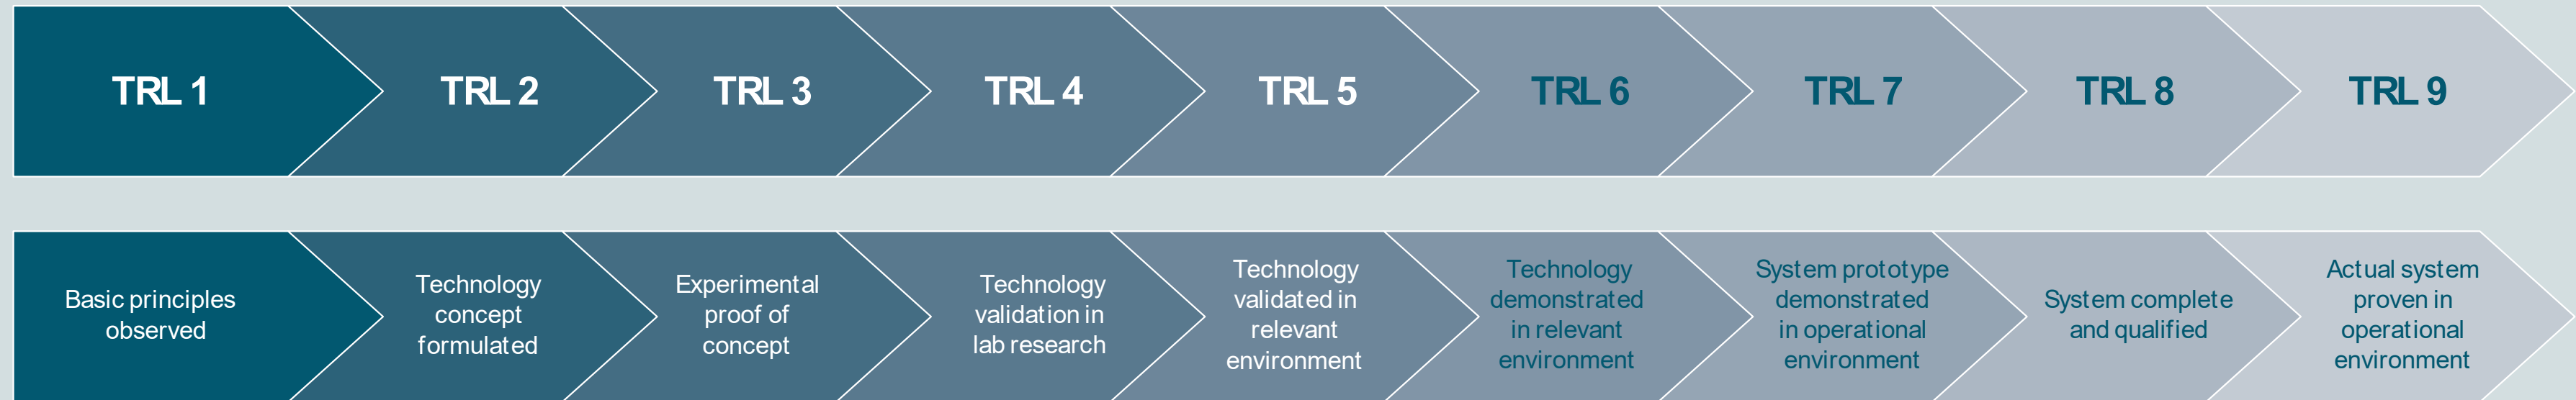 TRL 1
TRL 2
TRL 3
TRL 4
TRL 5
TRL 6
TRL 7
TRL 8
TRL 9
Basic principles
observed
Technology
concept
formulated
Experimental
proof of
concept
Technology
validation in
lab research
Technology
validated in
relevant
environment
Technology
demonstrated
in relevant
environment
System prototype
demonstrated
in operational
environment
System complete
and qualified
Actual system
proven in
operational
environment